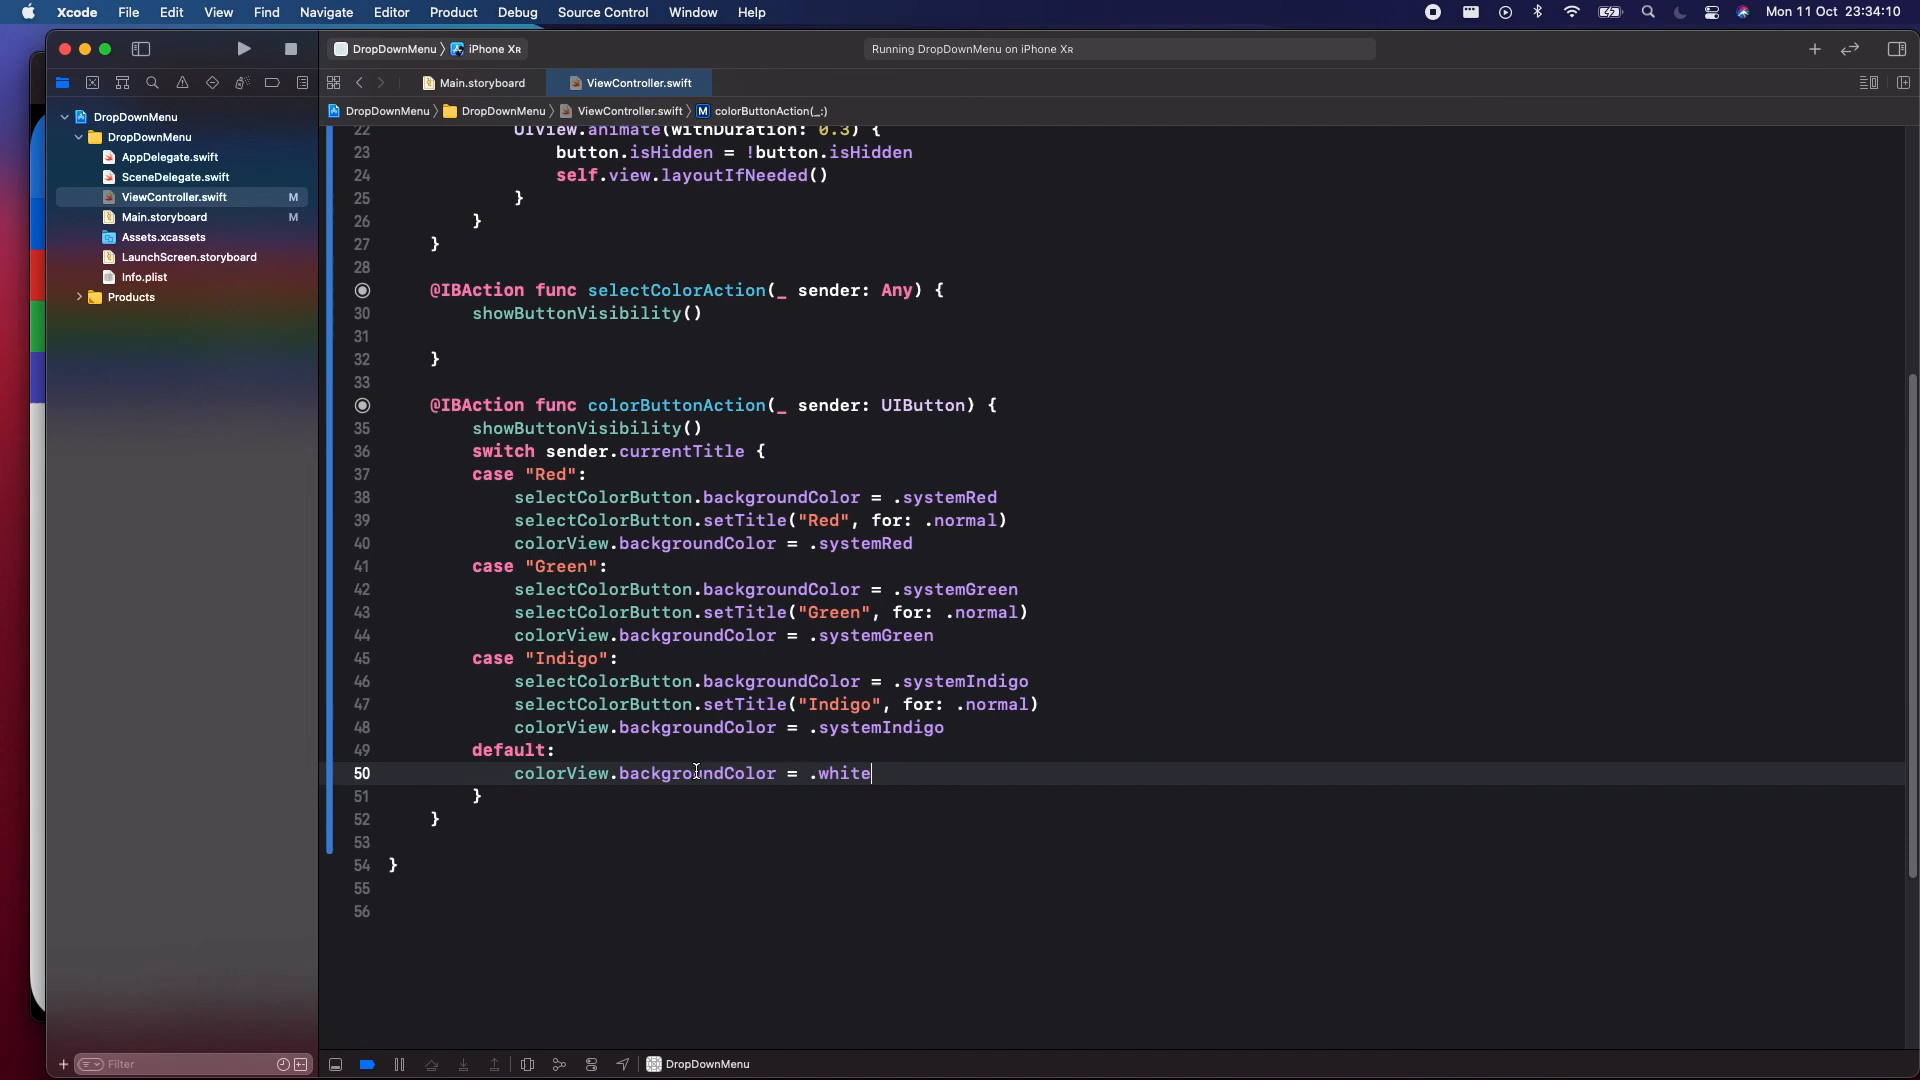 Xcode File Edit View Find Navigate Editor Product Debug Source Control Window Help Mon 11 Oct 23:34:10
DropDownMenu iPhone XR Running DropDownMenu on iPhone XR
Main.storyboard ViewController.swift
DropDownMenu DropDownMenu ViewController.swift M colorButtonAction(_:)
DropDownMenu
DropDownMenu
AppDelegate.swift
SceneDelegate.swift
ViewController.swift M
Main.storyboard M
Assets.xcassets
LaunchScreen.storyboard
Info.plist
Products
22 UIView.animate(withDuration: 0.3) {
23 button.isHidden = !button.isHidden
24 self.view.layoutIfNeeded()
25 }
26 }
27 }
28
@IBAction func selectColorAction(_ sender: Any) {
30 showButtonVisibility()
31
32 }
33
@IBAction func colorButtonAction(_ sender: UIButton) {
35 showButtonVisibility()
36 switch sender.currentTitle {
37 case "Red":
38 selectColorButton.backgroundColor = .systemRed
39 selectColorButton.setTitle("Red", for: .normal)
40 colorView.backgroundColor = .systemRed
41 case "Green":
42 selectColorButton.backgroundColor = .systemGreen
43 selectColorButton.setTitle("Green", for: .normal)
44 colorView.backgroundColor = .systemGreen
45 case "Indigo":
46 selectColorButton.backgroundColor = .systemIndigo
47 selectColorButton.setTitle("Indigo", for: .normal)
48 colorView.backgroundColor = .systemIndigo
49 default:
50 colorView.backgroundColor = .white
51 }
52 }
53
54 }
55
56
Filter
DropDownMenu